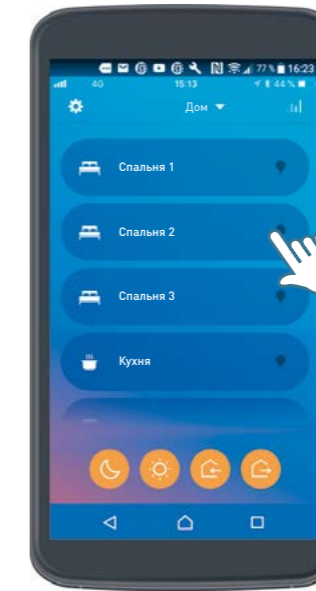 77% 16:23
4G 15:13 44%
Дом
Спальня 1
Спальня 2
Спальня 3
Кухня